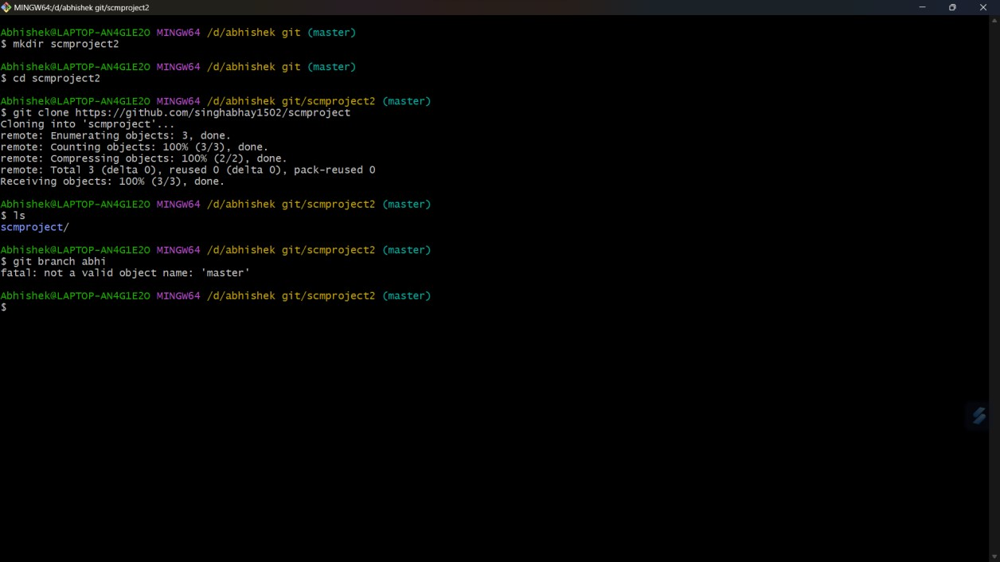 MINGW64:/d/abhishek git/scmproject2
Abhishek@LAPTOP-AN4G1E2O MINGW64 /d/abhishek git (master)
$ mkdir scmproject2
Abhishek@LAPTOP-AN4G1E2O MINGW64 /d/abhishek git (master)
$ cd scmproject2
Abhishek@LAPTOP-AN4G1E2O MINGW64 /d/abhishek git/scmproject2 (master)
$ git clone https://github.com/singhabhay1502/scmproject
Cloning into 'scmproject'...
remote: Enumerating objects: 3, done.
remote: Counting objects: 100% (3/3), done.
remote: Compressing objects: 100% (2/2), done.
remote: Total 3 (delta 0), reused 0 (delta 0), pack-reused 0
Receiving objects: 100% (3/3), done.
Abhishek@LAPTOP-AN4G1E2O MINGW64 /d/abhishek git/scmproject2 (master)
$ ls
scmproject/
Abhishek@LAPTOP-AN4G1E2O MINGW64 /d/abhishek git/scmproject2 (master)
$ git branch abhi
fatal: not a valid object name: 'master'
Abhishek@LAPTOP-AN4G1E2O MINGW64 /d/abhishek git/scmproject2 (master)
$